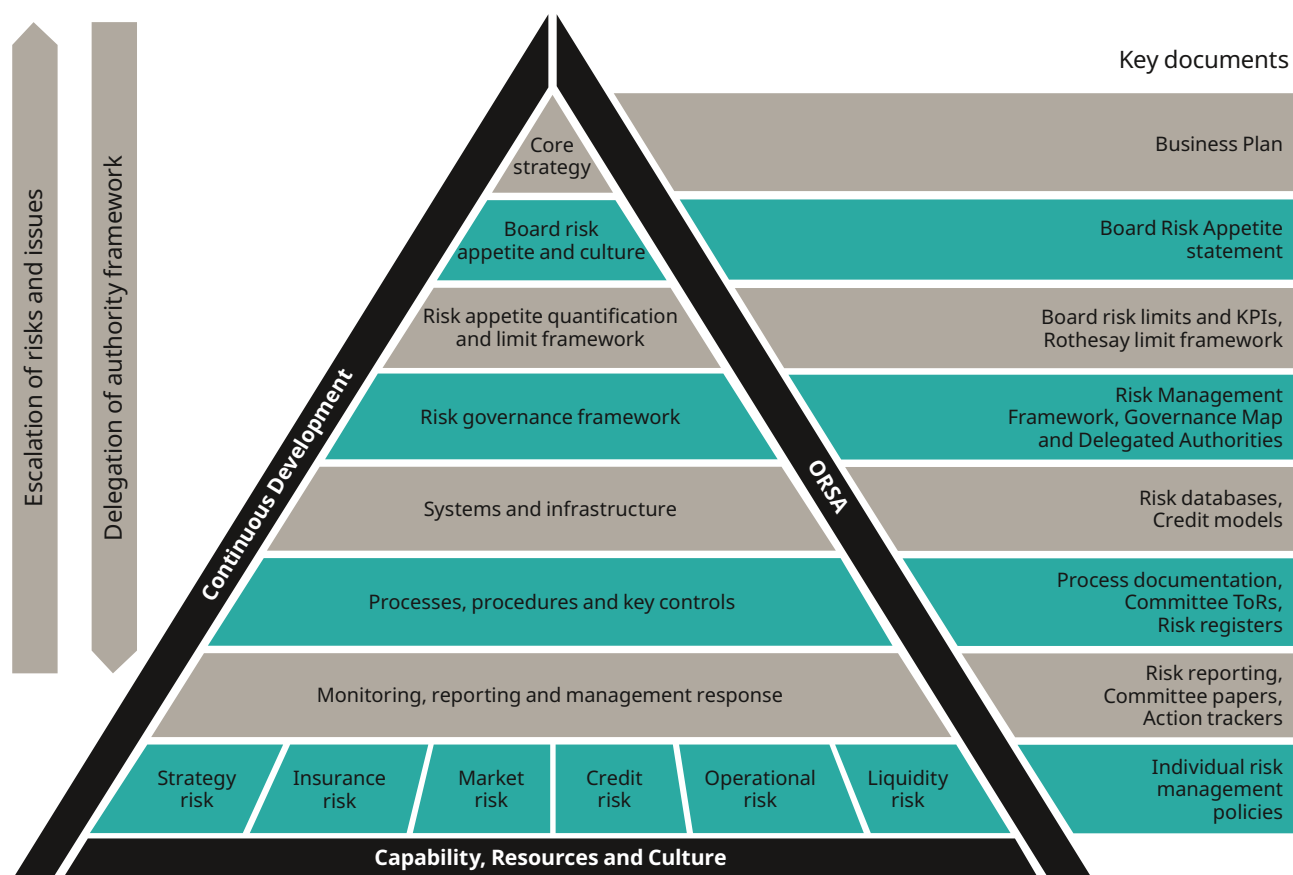 Key documents
Escalation of risks and issues
Delegation of authority framework
Continuous Development
ORSA
Core
strategy
Business Plan
Board risk
appetite and culture
Board Risk Appetite
statement
Risk appetite quantification
and limit framework
Board risk limits and KPIs,
Rothesay limit framework
Risk governance framework
Risk Management
Framework, Governance Map
and Delegated Authorities
Systems and infrastructure
Risk databases,
Credit models
Processes, procedures and key controls
Process documentation,
Committee ToRs,
Risk registers
Monitoring, reporting and management response
Risk reporting,
Committee papers,
Action trackers
Strategy
risk
Insurance
risk
Market
risk
Credit
risk
Operational
risk
Liquidity
risk
Individual risk
management
policies
Capability, Resources and Culture